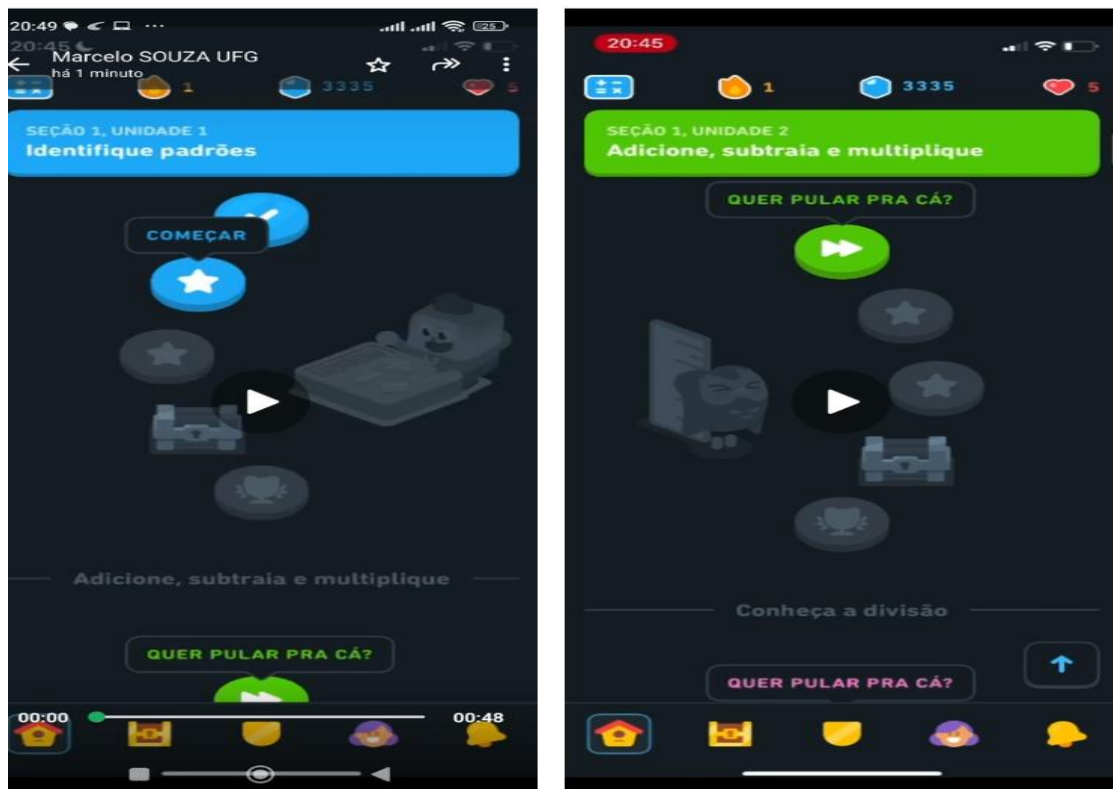 20:49
25
20:45
Marcelo SOUZA UFG
há 1 minuto
1
3335
5
SEÇÃO 1, UNIDADE 1
Identifique padrões
COMEÇAR
Adicione, subtraia e multiplique
QUER PULAR PRA CÁ?
00:00
00:48
20:45
1
3335
5
SEÇÃO 1, UNIDADE 2
Adicione, subtraia e multiplique
QUER PULAR PRA CÁ?
Conheça a divisão
QUER PULAR PRA CÁ?